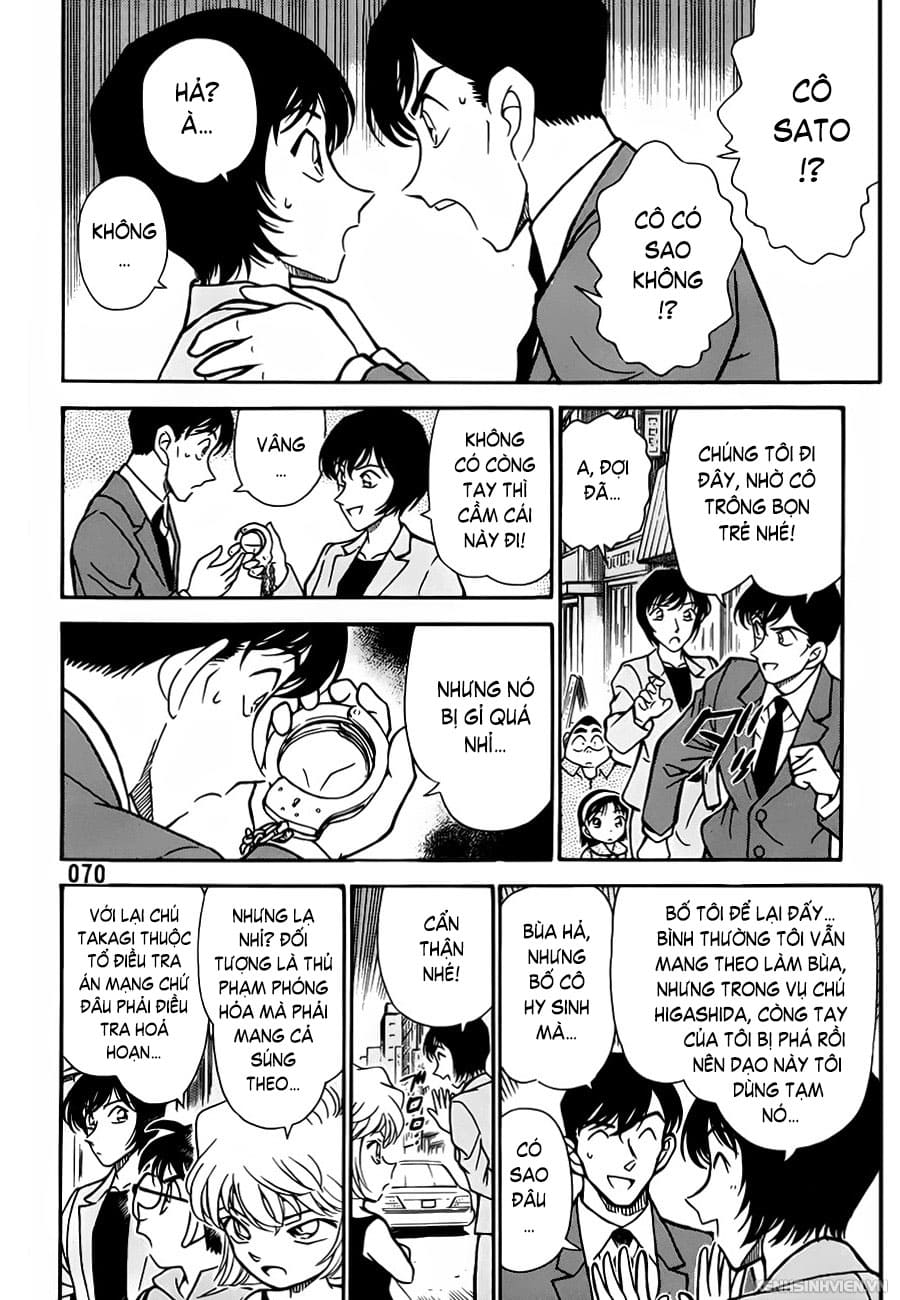 CÔ
SATO
!?
CÔ CÓ
SAO
KHÔNG
!?
HẢ?
À...
KHÔNG
...
CHÚNG TÔI ĐI
ĐÂY, NHỜ CÔ
TRÔNG BỌN
TRẺ NHÉ!
A, ĐỢI
ĐÃ...
KHÔNG
CÓ CÒNG
TAY THÌ
CẦM CÁI
NÀY ĐI!
VÂNG
...
NHƯNG NÓ
BỊ GỈ QUÁ
NHỈ...
070
BỐ TÔI ĐỂ LẠI ĐẤY...
BÌNH THƯỜNG TÔI VẪN
MANG THEO LÀM BÙA,
NHƯNG TRONG VỤ CHÚ
HIGASHIDA, CÒNG TAY
CỦA TÔI BỊ PHÁ RỒI
NÊN DẠO NÀY TÔI
DÙNG TẠM
NÓ...
BÙA HẢ,
NHƯNG
BỐ CÔ
HY SINH
MÀ...
CÓ
SAO
ĐÂU
...
CẨN
THẬN
NHÉ!
NHƯNG LẠ
NHỈ? ĐỐI
TƯỢNG LÀ THỦ
PHẠM PHÓNG
HỎA MÀ PHẢI
MANG CẢ
SÚNG
THEO...
VỚI LẠI CHÚ
TAKAGI THUỘC
TỔ ĐIỀU TRA
ÁN MẠNG CHỨ
ĐÂU PHẢI ĐIỀU
TRA HOẢ
HOẠN...
KENHSINHVIEN.VN